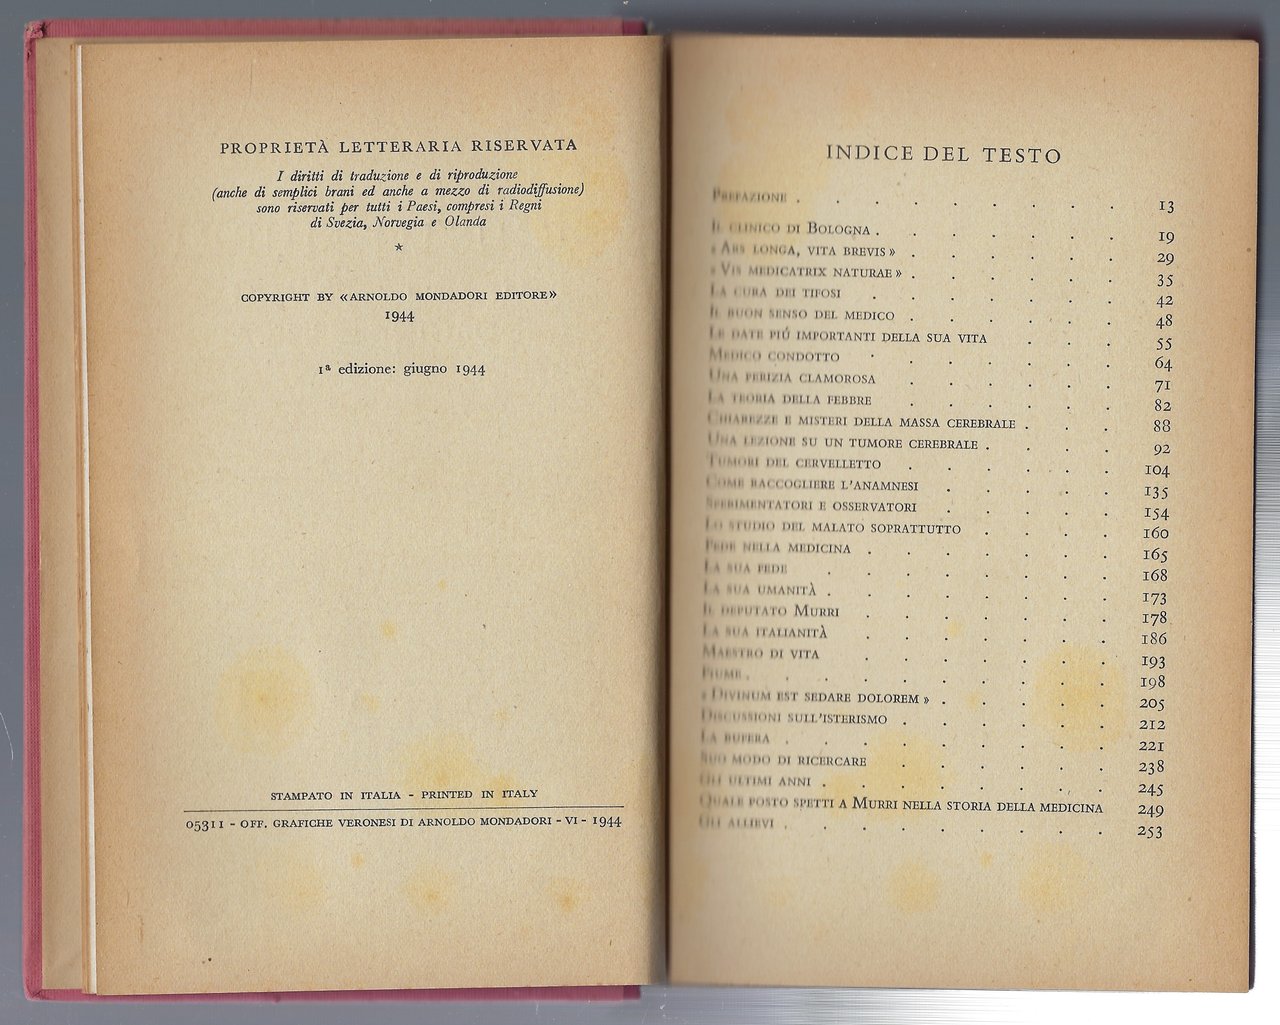 PROPRIETÀ LETTERARIA RISERVATA
I diritti di traduzione e di riproduzione
(anche di semplici brani ed anche a mezzo di radiodiffusione)
sono riservati per tutti i Paesi, compresi i Regni
di Svezia, Norvegia e Olanda
*
COPYRIGHT BY «ARNOLDO MONDADORI EDITORE»
1944
1ª edizione: giugno 1944
STAMPATO IN ITALIA - PRINTED IN ITALY
05311 - OFF. GRAFICHE VERONESI DI ARNOLDO MONDADORI - VI - 1944
INDICE DEL TESTO
Prefazione . . . . . . . . . 13
Il clinico di Bologna . . . . . . . 19
« Ars longa, vita brevis » . . . . . . 29
« Vis medicatrix naturae » . . . . . . 35
La cura dei tifosi . . . . . . . 42
Il buon senso del medico . . . . . . 48
Le date piú importanti della sua vita . . . 55
Medico condotto . . . . . . . 64
Una perizia clamorosa . . . . . . 71
La teoria della febbre . . . . . . 82
Chiarezze e misteri della massa cerebrale . . . 88
Una lezione su un tumore cerebrale . . . . 92
Tumori del cervelletto . . . . . . 104
Come raccogliere l'anamnesi . . . . . 135
Sperimentatori e osservatori . . . . . 154
Lo studio del malato soprattutto . . . . 160
Fede nella medicina . . . . . . . 165
La sua fede . . . . . . . . 168
La sua umanità . . . . . . . . 173
Il deputato Murri . . . . . . . 178
La sua italianità . . . . . . . 186
Maestro di vita . . . . . . . 193
Piume . . . . . . . . . . 198
« Divinum est sedare dolorem » . . . . . 205
Discussioni sull'isterismo . . . . . . 212
La bufera . . . . . . . . . 221
Suo modo di ricercare . . . . . . 238
Gli ultimi anni . . . . . . . . 245
Quale posto spetti a Murri nella storia della medicina 249
Gli allievi . . . . . . . . . 253